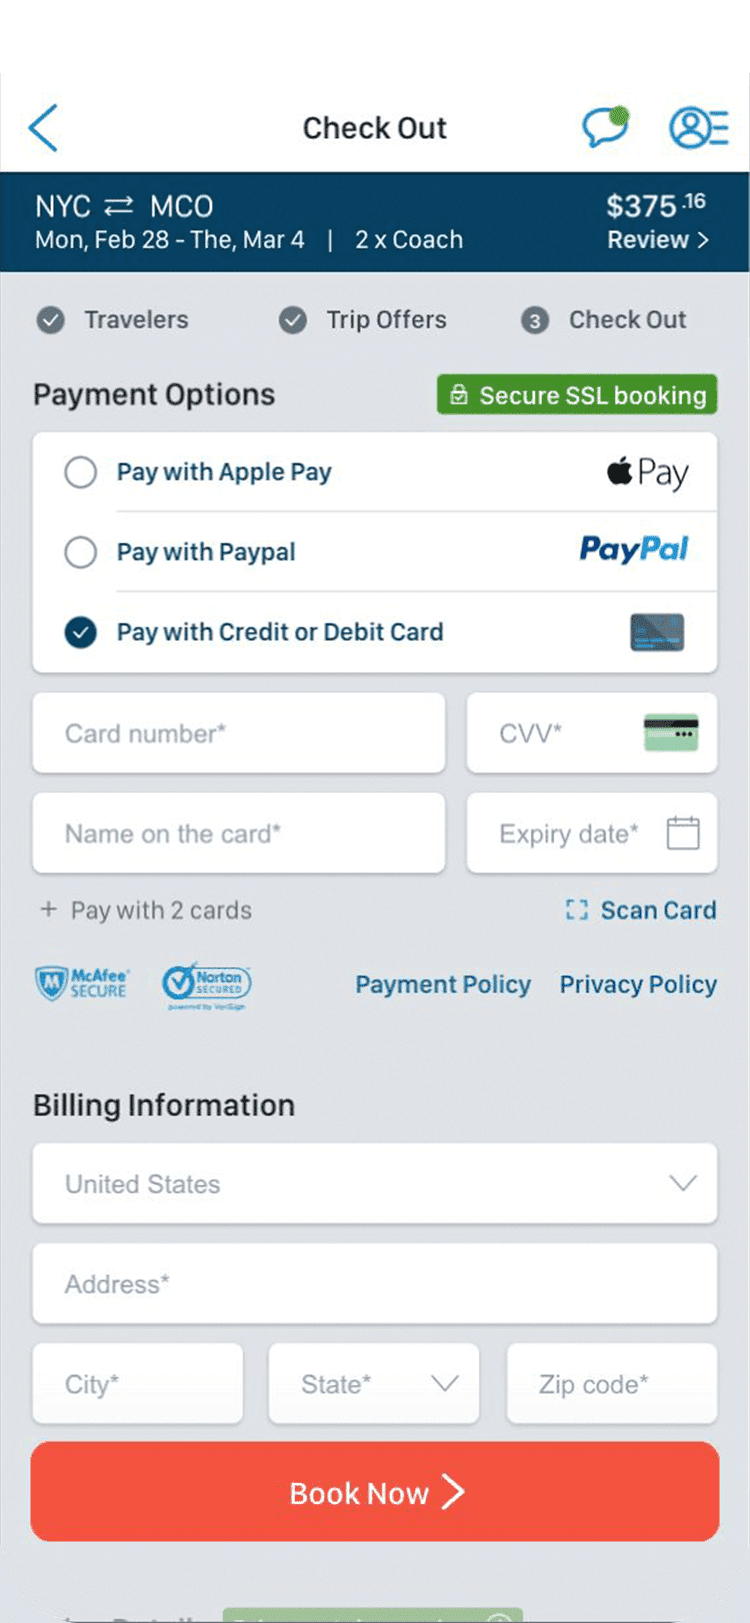 Check Out
NYC ⇄ MCO $375.16
Mon, Feb 28 - The, Mar 4 | 2 x Coach Review >
Travelers Trip Offers 3 Check Out
Payment Options Secure SSL booking
Pay with Apple Pay Pay
Pay with Paypal PayPal
Pay with Credit or Debit Card
Card number* CVV*
Name on the card* Expiry date*
+ Pay with 2 cards Scan Card
McAfee SECURE Norton SECURED powered by VeriSign Payment Policy Privacy Policy
Billing Information
United States
Address*
City* State* Zip code*
Book Now >